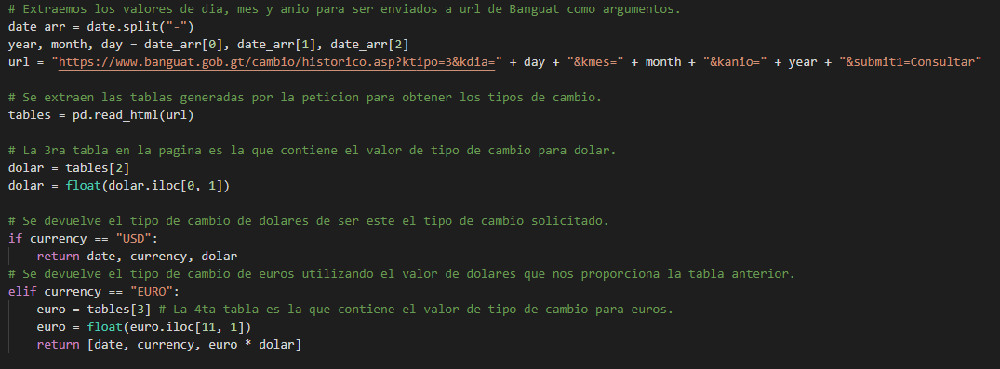 # Extraemos los valores de dia, mes y anio para ser enviados a url de Banguat como argumentos.
date_arr = date.split("-")
year, month, day = date_arr[0], date_arr[1], date_arr[2]
url = "https://www.banguat.gob.gt/cambio/historico.asp?ktipo=3&kdia=" + day + "&kmes=" + month + "&kanio=" + year + "&submit1=Consultar"
# Se extraen las tablas generadas por la peticion para obtener los tipos de cambio.
tables = pd.read_html(url)
# La 3ra tabla en la pagina es la que contiene el valor de tipo de cambio para dolar.
dolar = tables[2]
dolar = float(dolar.iloc[0, 1])
# Se devuelve el tipo de cambio de dolares de ser este el tipo de cambio solicitado.
if currency == "USD":
    return date, currency, dolar
# Se devuelve el tipo de cambio de euros utilizando el valor de dolares que nos proporciona la tabla anterior.
elif currency == "EURO":
    euro = tables[3] # La 4ta tabla es la que contiene el valor de tipo de cambio para euros.
    euro = float(euro.iloc[11, 1])
    return [date, currency, euro * dolar]